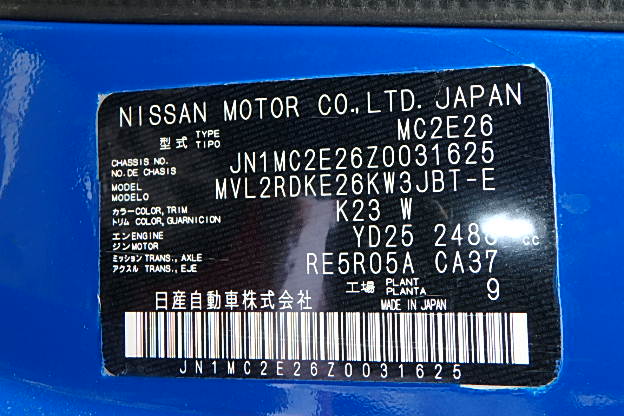 NISSAN MOTOR CO.,LTD. JAPAN
型式 TYPE TIPO MC2E26
CHASSIS NO. NO. DE CHASIS JN1MC2E26Z0031625
MODEL MODELO MVL2RDKE26KW3JBT-E
カラー COLOR, TRIM トリム COLOR, GUARNICION K23 W
エンジン ENGINE MOTOR YD25 2488 CC
ミッション TRANS., AXLE アクスル TRANS., EJE RE5R05A CA37
日産自動車株式会社 工場 PLANT PLANTA 9
MADE IN JAPAN
JN1MC2E26Z0031625